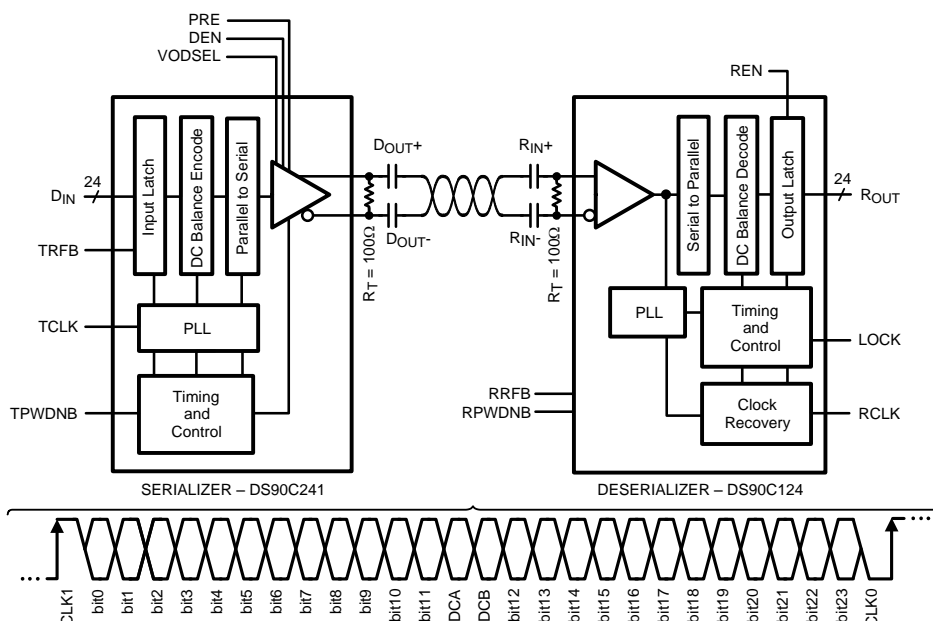 PRE
DEN
VODSEL
REN
Input Latch
DC Balance Encode
Parallel to Serial
DOUT+
DOUT-
RT = 100Ω
24
DIN
TRFB
TCLK
PLL
TPWDNB
Timing
and
Control
SERIALIZER – DS90C241
RIN+
RIN-
RT = 100Ω
Serial to Parallel
DC Balance Decode
Output Latch
24
ROUT
PLL
Timing
and
Control
LOCK
RRFB
RPWDNB
Clock
Recovery
RCLK
DESERIALIZER – DS90C124
CLK1
bit0
bit1
bit2
bit3
bit4
bit5
bit6
bit7
bit8
bit9
bit10
bit11
DCA
DCB
bit12
bit13
bit14
bit15
bit16
bit17
bit18
bit19
bit20
bit21
bit22
bit23
CLK0